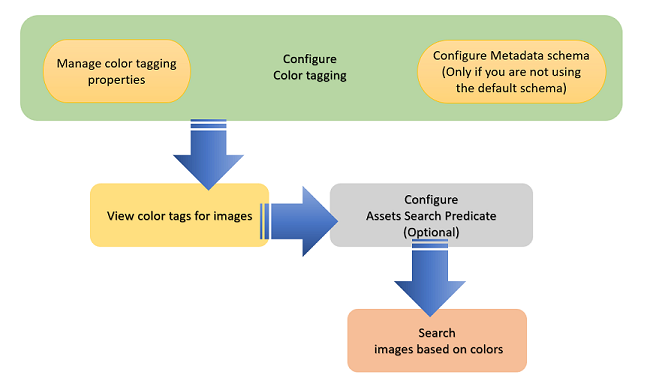 Manage color tagging
properties
Configure
Color tagging
Configure Metadata schema
(Only if you are not using
the default schema)
View color tags for images
Configure
Assets Search Predicate
(Optional)
Search
images based on colors